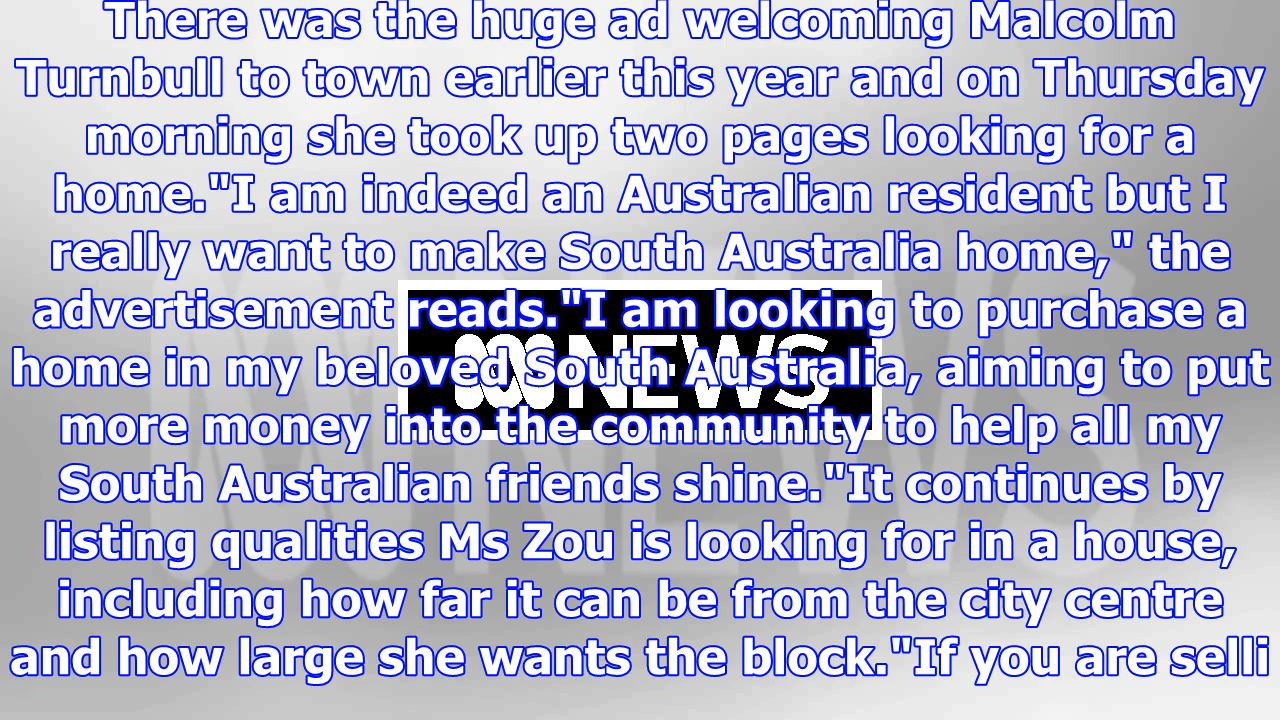 There was the huge ad welcoming Malcolm
Turnbull to town earlier this year and on Thursday
morning she took up two pages looking for a
home."I am indeed an Australian resident but I
really want to make South Australia home," the
advertisement reads."I am looking to purchase a
home in my beloved South Australia, aiming to put
more money into the community to help all my
South Australian friends shine."It continues by
listing qualities Ms Zou is looking for in a house,
including how far it can be from the city centre
and how large she wants the block."If you are selli
NEWS
NEWS